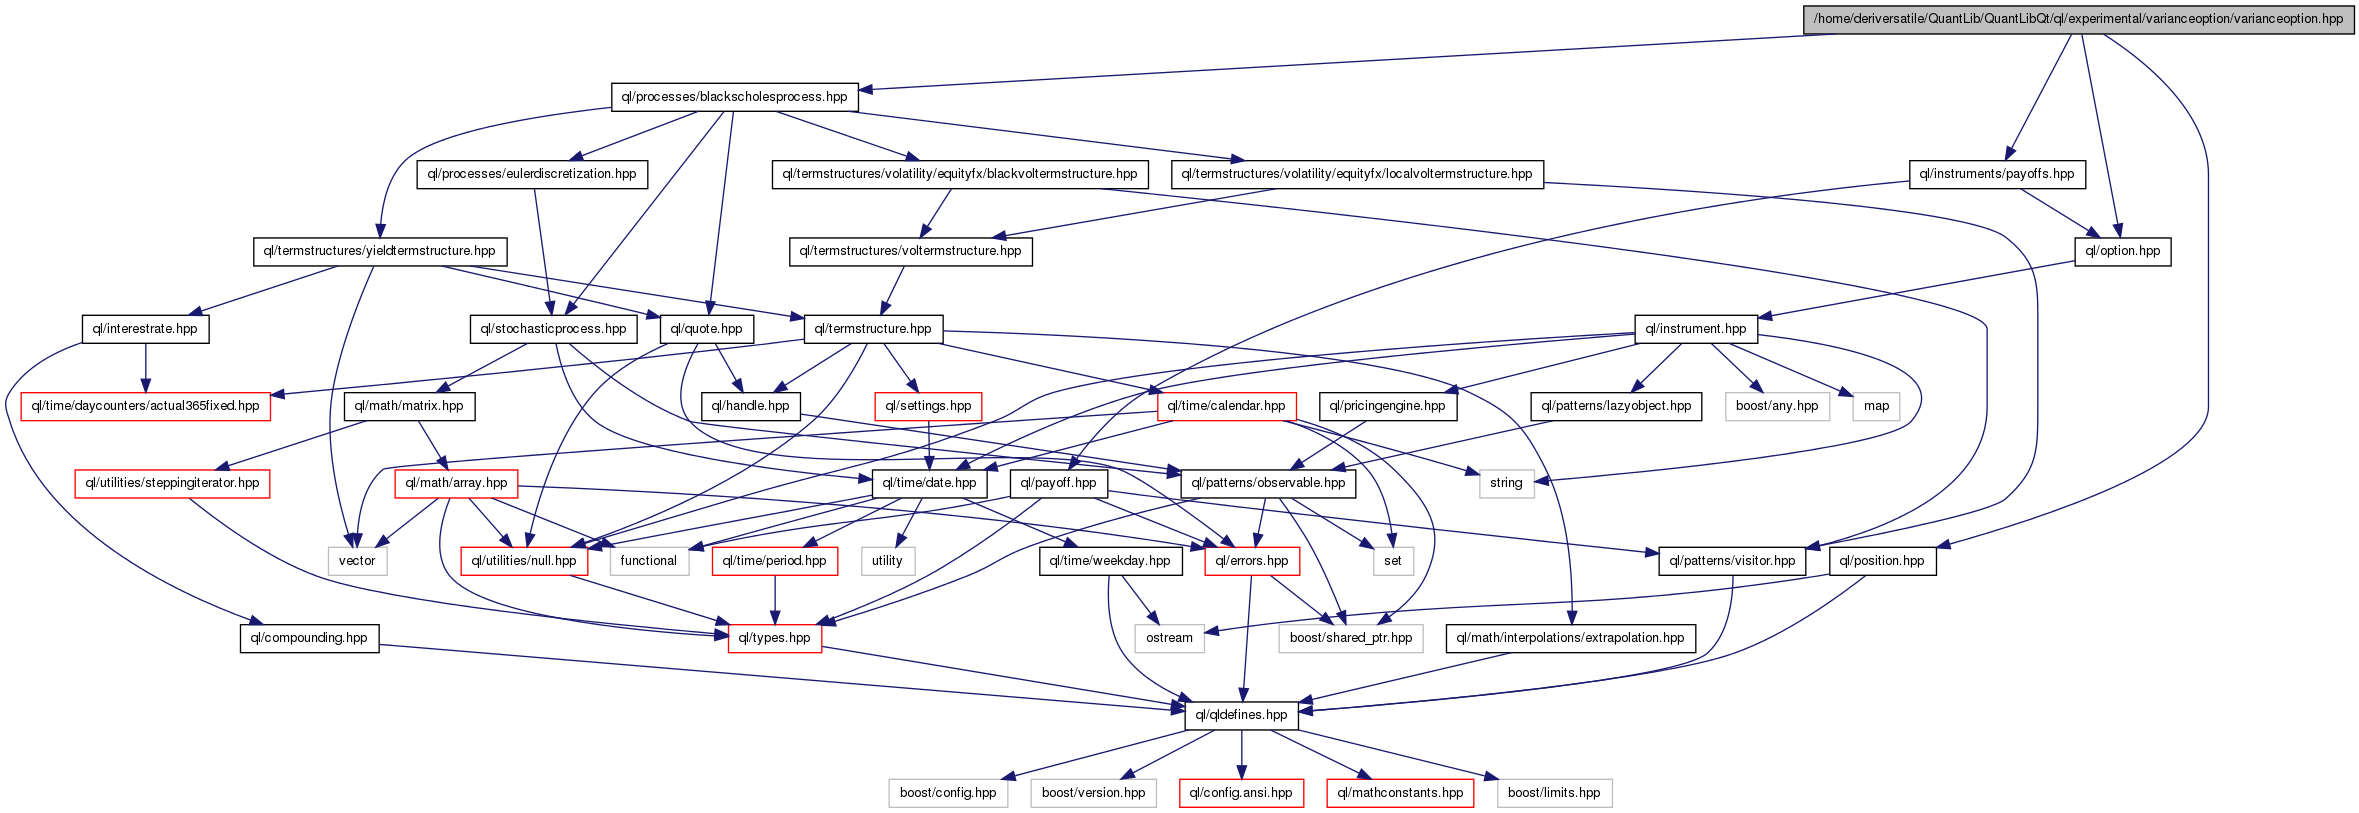 /home/deriversatile/QuantLib/QuantLibQt/ql/experimental/varianceoption/varianceoption.hpp
ql/processes/blackscholesprocess.hpp
ql/processes/eulerdiscretization.hpp
ql/termstructures/volatility/equityfx/blackvoltermstructure.hpp
ql/termstructures/volatility/equityfx/localvoltermstructure.hpp
ql/instruments/payoffs.hpp
ql/termstructures/yieldtermstructure.hpp
ql/termstructures/voltermstructure.hpp
ql/option.hpp
ql/interestrate.hpp
ql/stochasticprocess.hpp
ql/quote.hpp
ql/termstructure.hpp
ql/instrument.hpp
ql/time/daycounters/actual365fixed.hpp
ql/math/matrix.hpp
ql/handle.hpp
ql/settings.hpp
ql/time/calendar.hpp
ql/pricingengine.hpp
ql/patterns/lazyobject.hpp
boost/any.hpp
map
ql/utilities/steppingiterator.hpp
ql/math/array.hpp
ql/time/date.hpp
ql/payoff.hpp
ql/patterns/observable.hpp
string
vector
ql/utilities/null.hpp
functional
ql/time/period.hpp
utility
ql/time/weekday.hpp
ql/errors.hpp
set
ql/patterns/visitor.hpp
ql/position.hpp
ql/compounding.hpp
ql/types.hpp
ostream
boost/shared_ptr.hpp
ql/math/interpolations/extrapolation.hpp
ql/qldefines.hpp
boost/config.hpp
boost/version.hpp
ql/config.ansi.hpp
ql/mathconstants.hpp
boost/limits.hpp